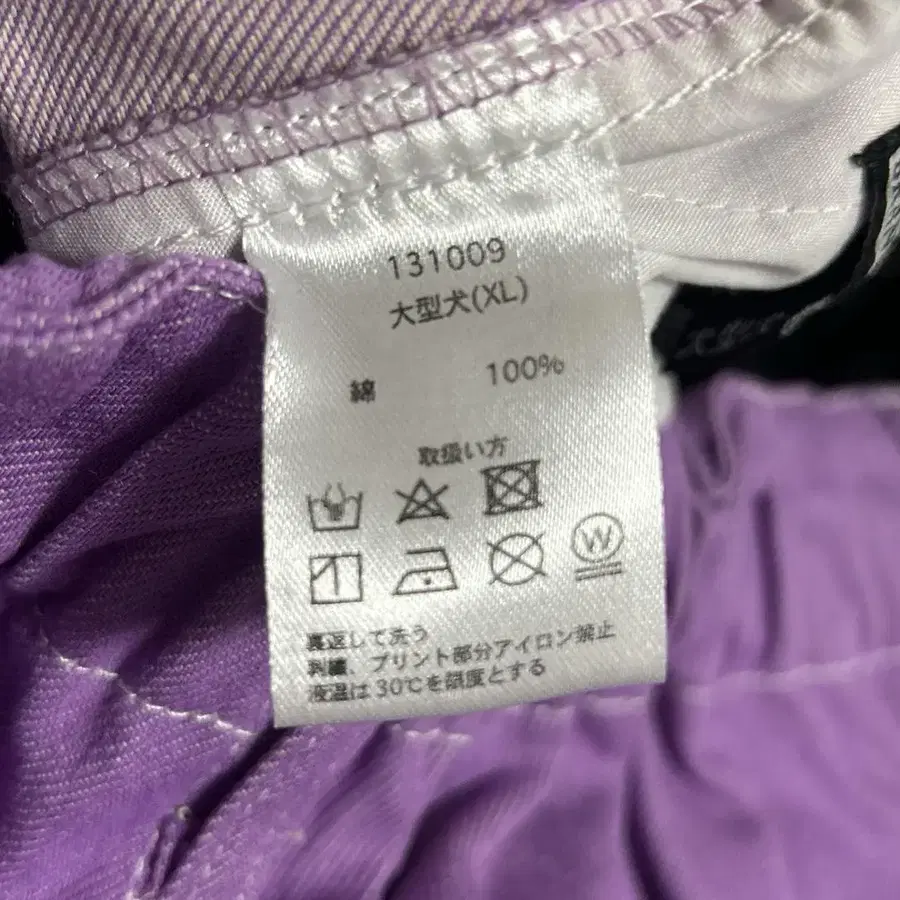 131009
大型犬(XL)
綿 100%
取扱い方
W
裏返して洗う
刺繍、プリント部分アイロン禁止
液温は30℃を限度とする